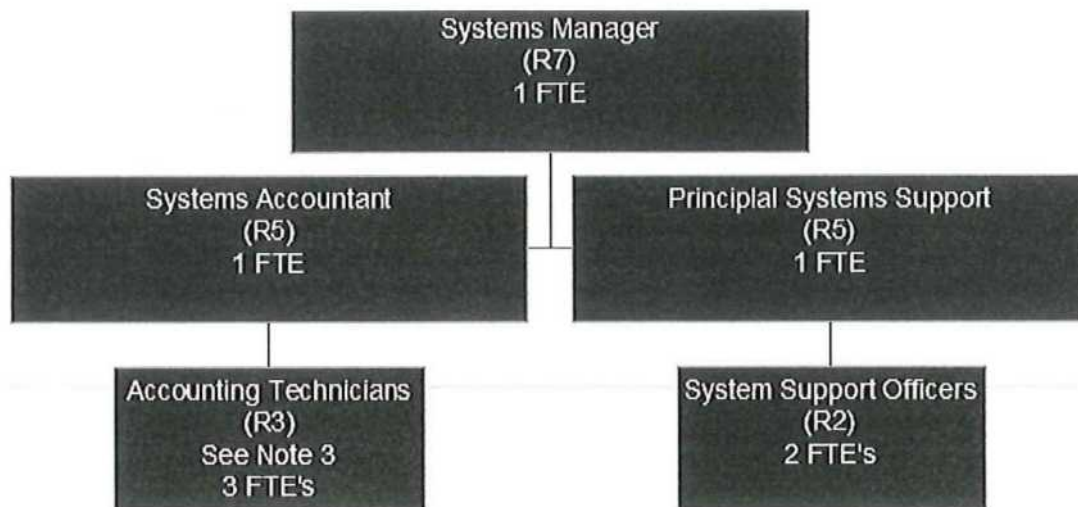 Systems Manager
(R7)
1 FTE
Systems Accountant
(R5)
1 FTE
Principlal Systems Support
(R5)
1 FTE
Accounting Technicians
(R3)
See Note 3
3 FTE's
System Support Officers
(R2)
2 FTE's